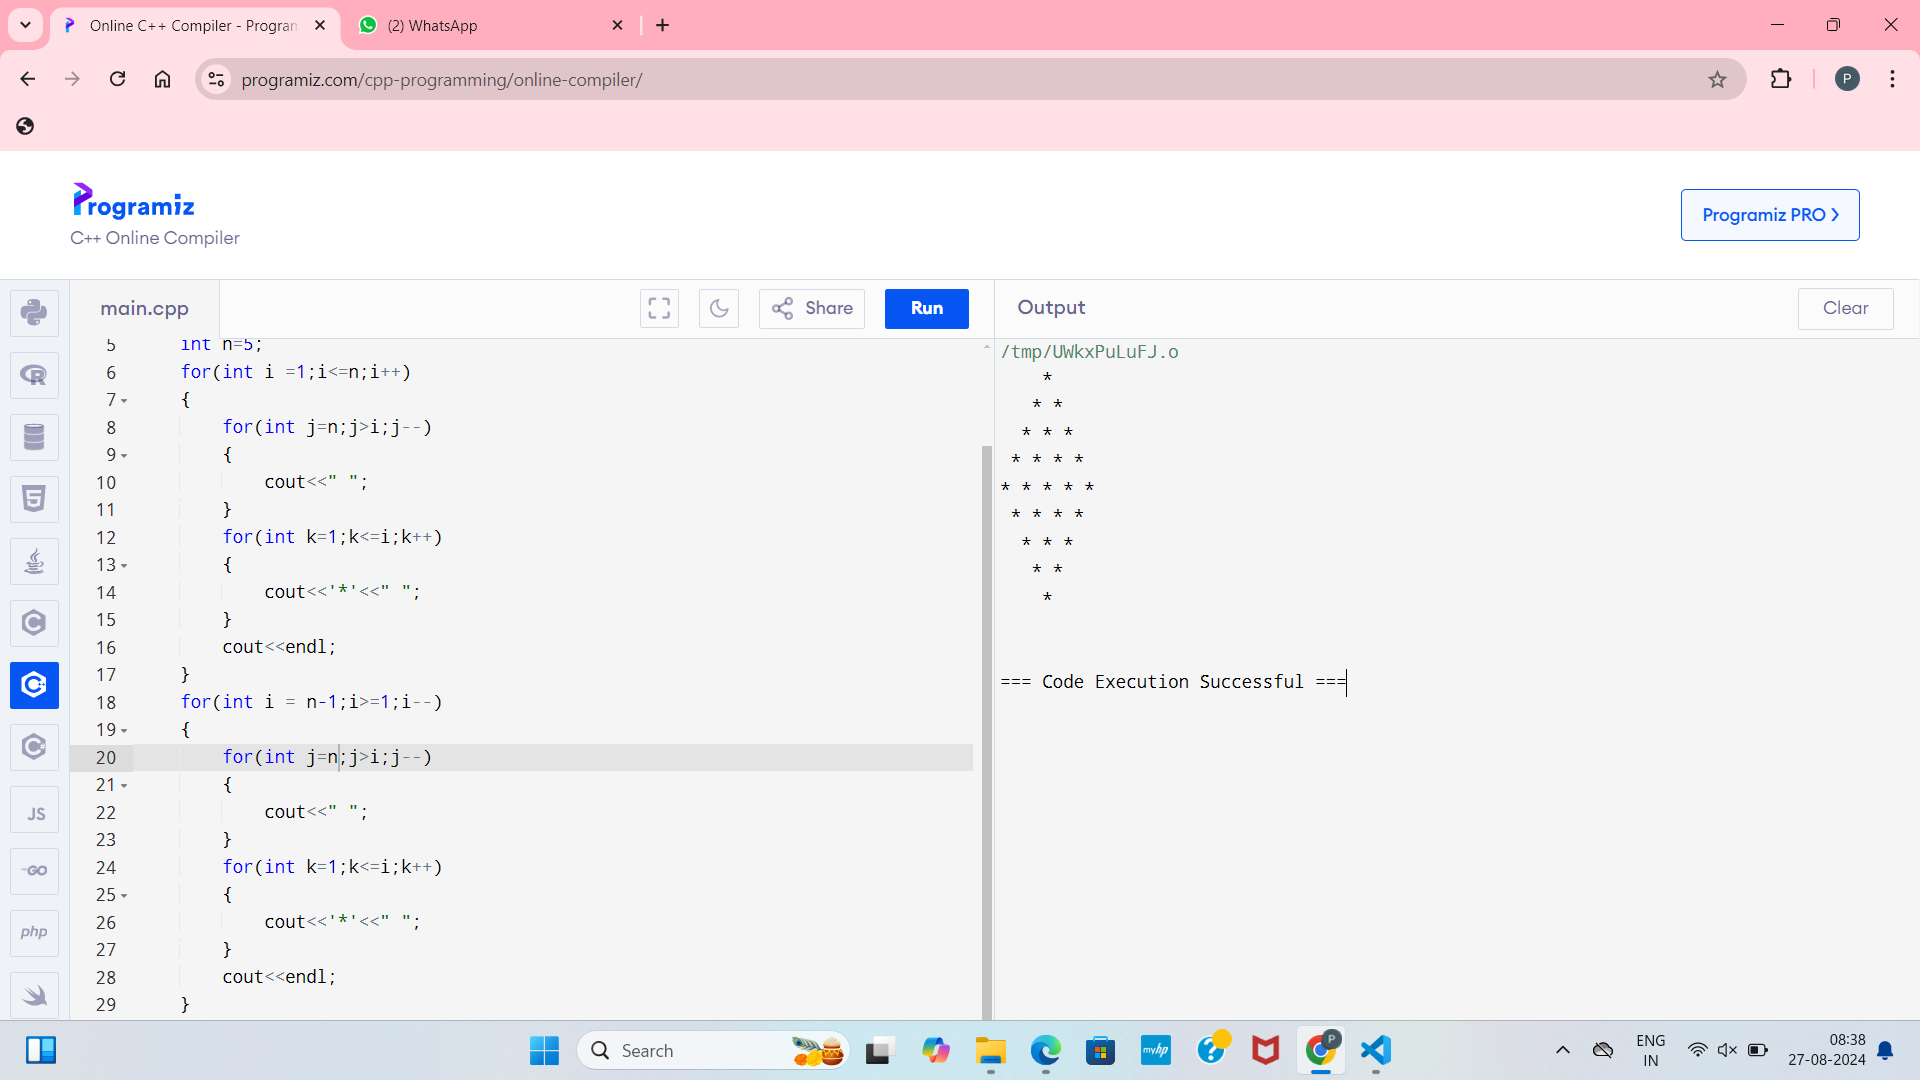 Online C++ Compiler - Program
(2) WhatsApp
programiz.com/cpp-programming/online-compiler/
P
Programiz
C++ Online Compiler
Programiz PRO
main.cpp
Share
Run
Output
Clear
5 int n=5;
6 for(int i =1;i<=n;i++)
7 {
8 for(int j=n;j>i;j--)
9 {
10 cout<<" ";
11 }
12 for(int k=1;k<=i;k++)
13 {
14 cout<<'*'<<" ";
15 }
16 cout<<endl;
17 }
18 for(int i = n-1;i>=1;i--)
19 {
20 for(int j=n;j>i;j--)
21 {
22 cout<<" ";
23 }
24 for(int k=1;k<=i;k++)
25 {
26 cout<<'*'<<" ";
27 }
28 cout<<endl;
29 }
/tmp/UWkxPuLuFJ.o
*
* *
* * *
* * * *
* * * * *
* * * *
* * *
* *
*
=== Code Execution Successful ===
R
5
C
C+
C
JS
GO
php
Search
myhp
?
P
ENG
IN
08:38
27-08-2024